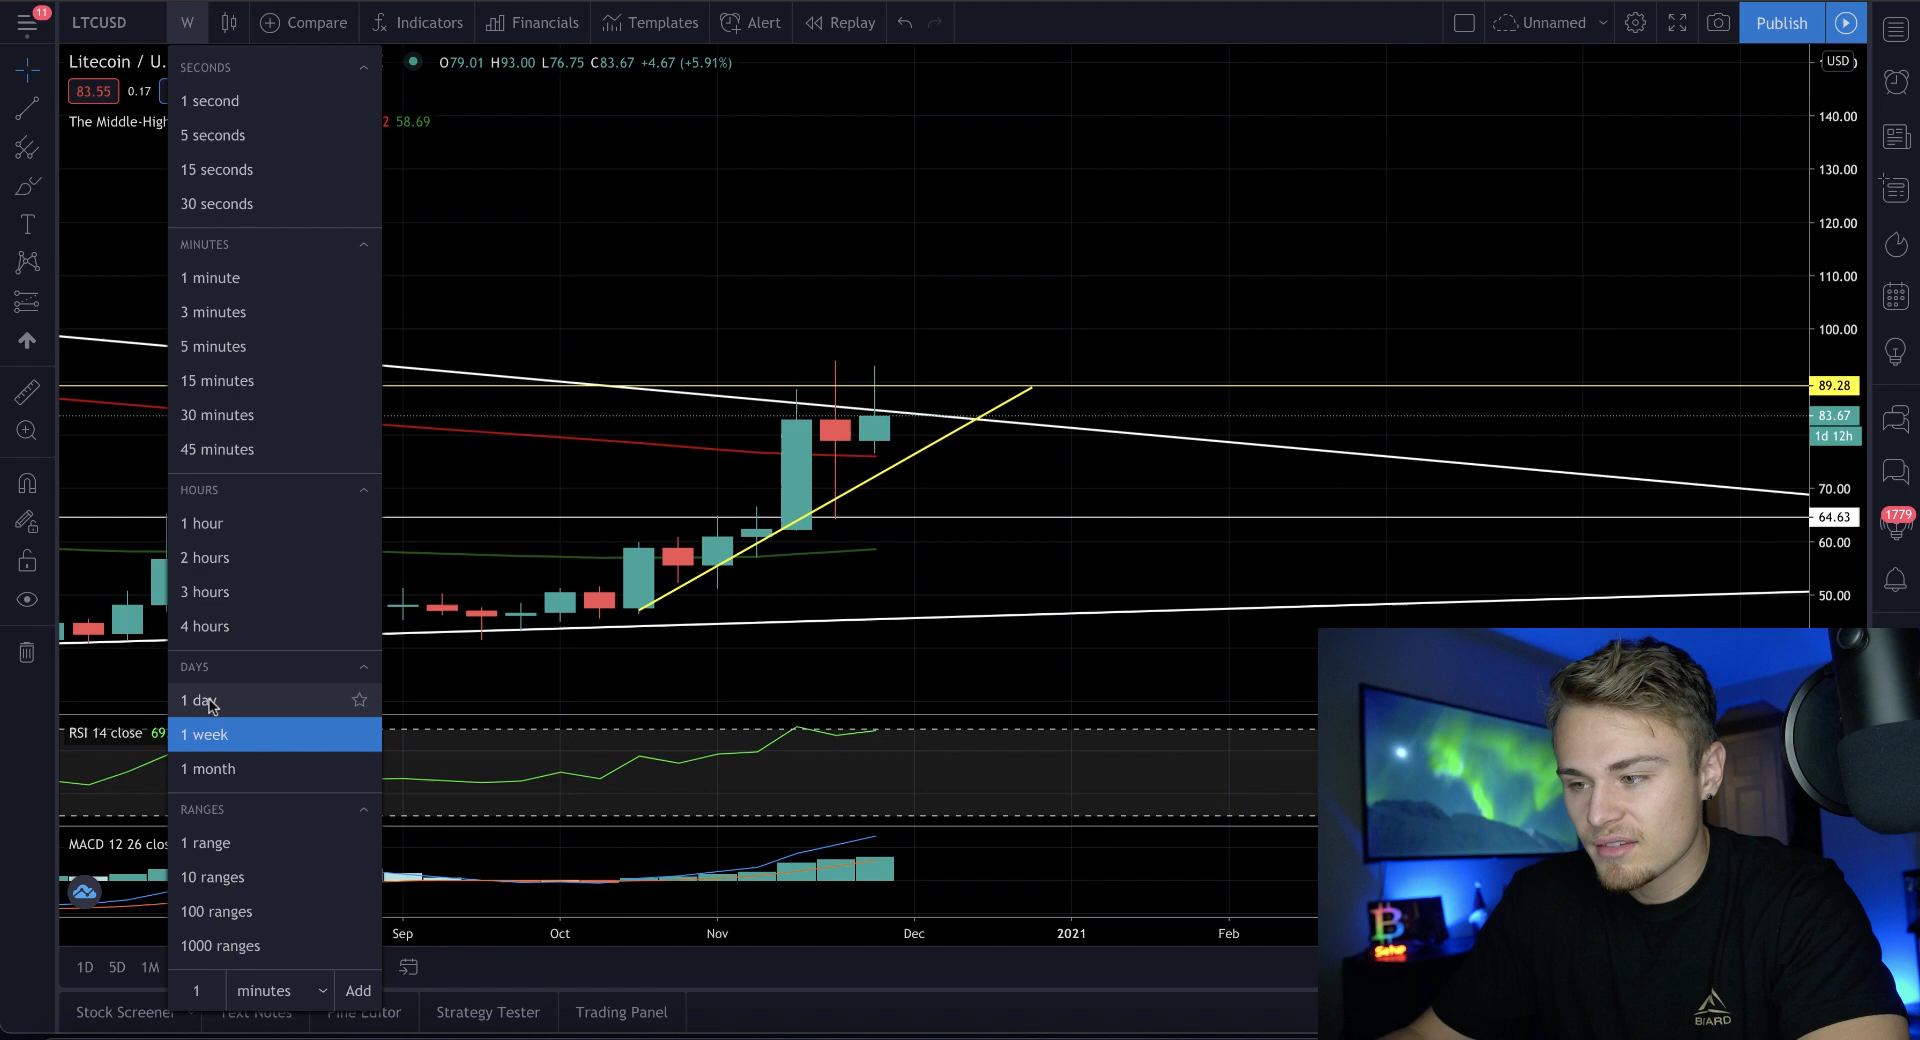 11
LTCUSD
W
Compare
Indicators
Financials
Templates
Alert
Replay
Unnamed
Publish
Litecoin / U.
O79.01 H93.00 L76.75 C83.67 +4.67 (+5.91%)
83.55
0.17
The Middle-High
2 58.69
SECONDS
1 second
5 seconds
15 seconds
30 seconds
MINUTES
1 minute
3 minutes
5 minutes
15 minutes
30 minutes
45 minutes
HOURS
1 hour
2 hours
3 hours
4 hours
DAYS
1 day
1 week
1 month
RANGES
1 range
10 ranges
100 ranges
1000 ranges
1
minutes
Add
USD
140.00
130.00
120.00
110.00
100.00
89.28
83.67
1d 12h
70.00
64.63
60.00
50.00
1779
RSI 14 close 69
MACD 12 26 clos
Sep
Oct
Nov
Dec
2021
Feb
1D
5D
1M
Stock Screener
Text Notes
Pine Editor
Strategy Tester
Trading Panel
BIARD